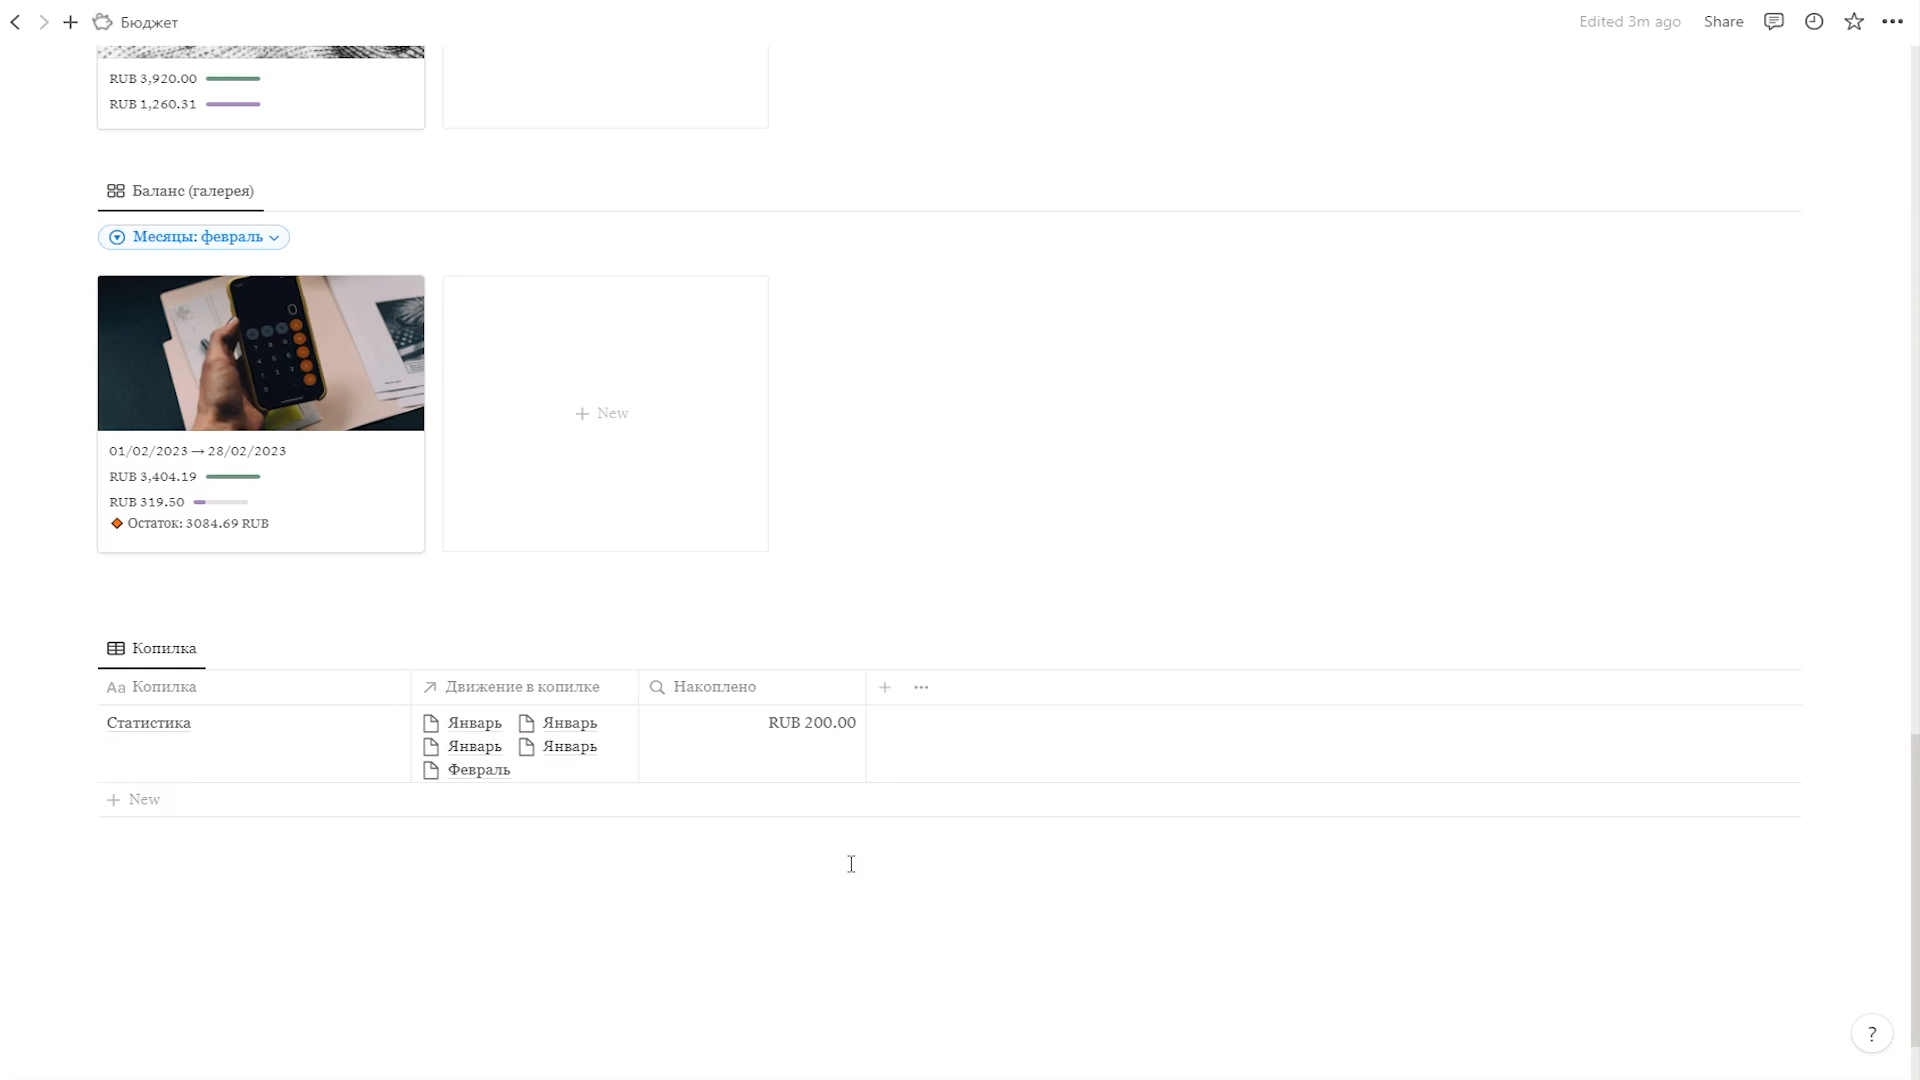 Бюджет
Edited 3m ago
Share
RUB 3,920.00
RUB 1,260.31
Баланс (галерея)
Месяцы: февраль
New
01/02/2023 → 28/02/2023
RUB 3,404.19
RUB 319.50
🔸 Остаток: 3084.69 RUB
Копилка
Aa Копилка
Движение в копилке
Накоплено
Статистика
Январь Январь
Январь Январь
Февраль
RUB 200.00
New
?